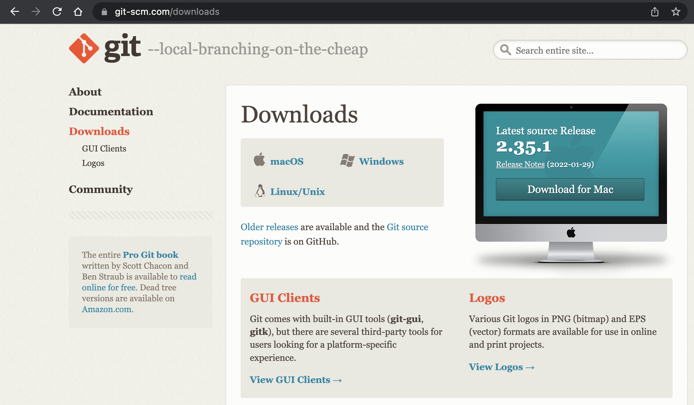 git-scm.com/downloads
git --local-branching-on-the-cheap
Search entire site...
About
Documentation
Downloads
GUI Clients
Logos
Community
The entire Pro Git book
written by Scott Chacon and
Ben Straub is available to read
online for free. Dead tree
versions are available on
Amazon.com.
Downloads
macOS
Windows
Linux/Unix
Older releases are available and the Git source
repository is on GitHub.
Latest source Release
2.35.1
Release Notes (2022-01-29)
Download for Mac
GUI Clients
Git comes with built-in GUI tools (git-gui,
gitk), but there are several third-party tools for
users looking for a platform-specific
experience.
View GUI Clients →
Logos
Various Git logos in PNG (bitmap) and EPS
(vector) formats are available for use in online
and print projects.
View Logos →